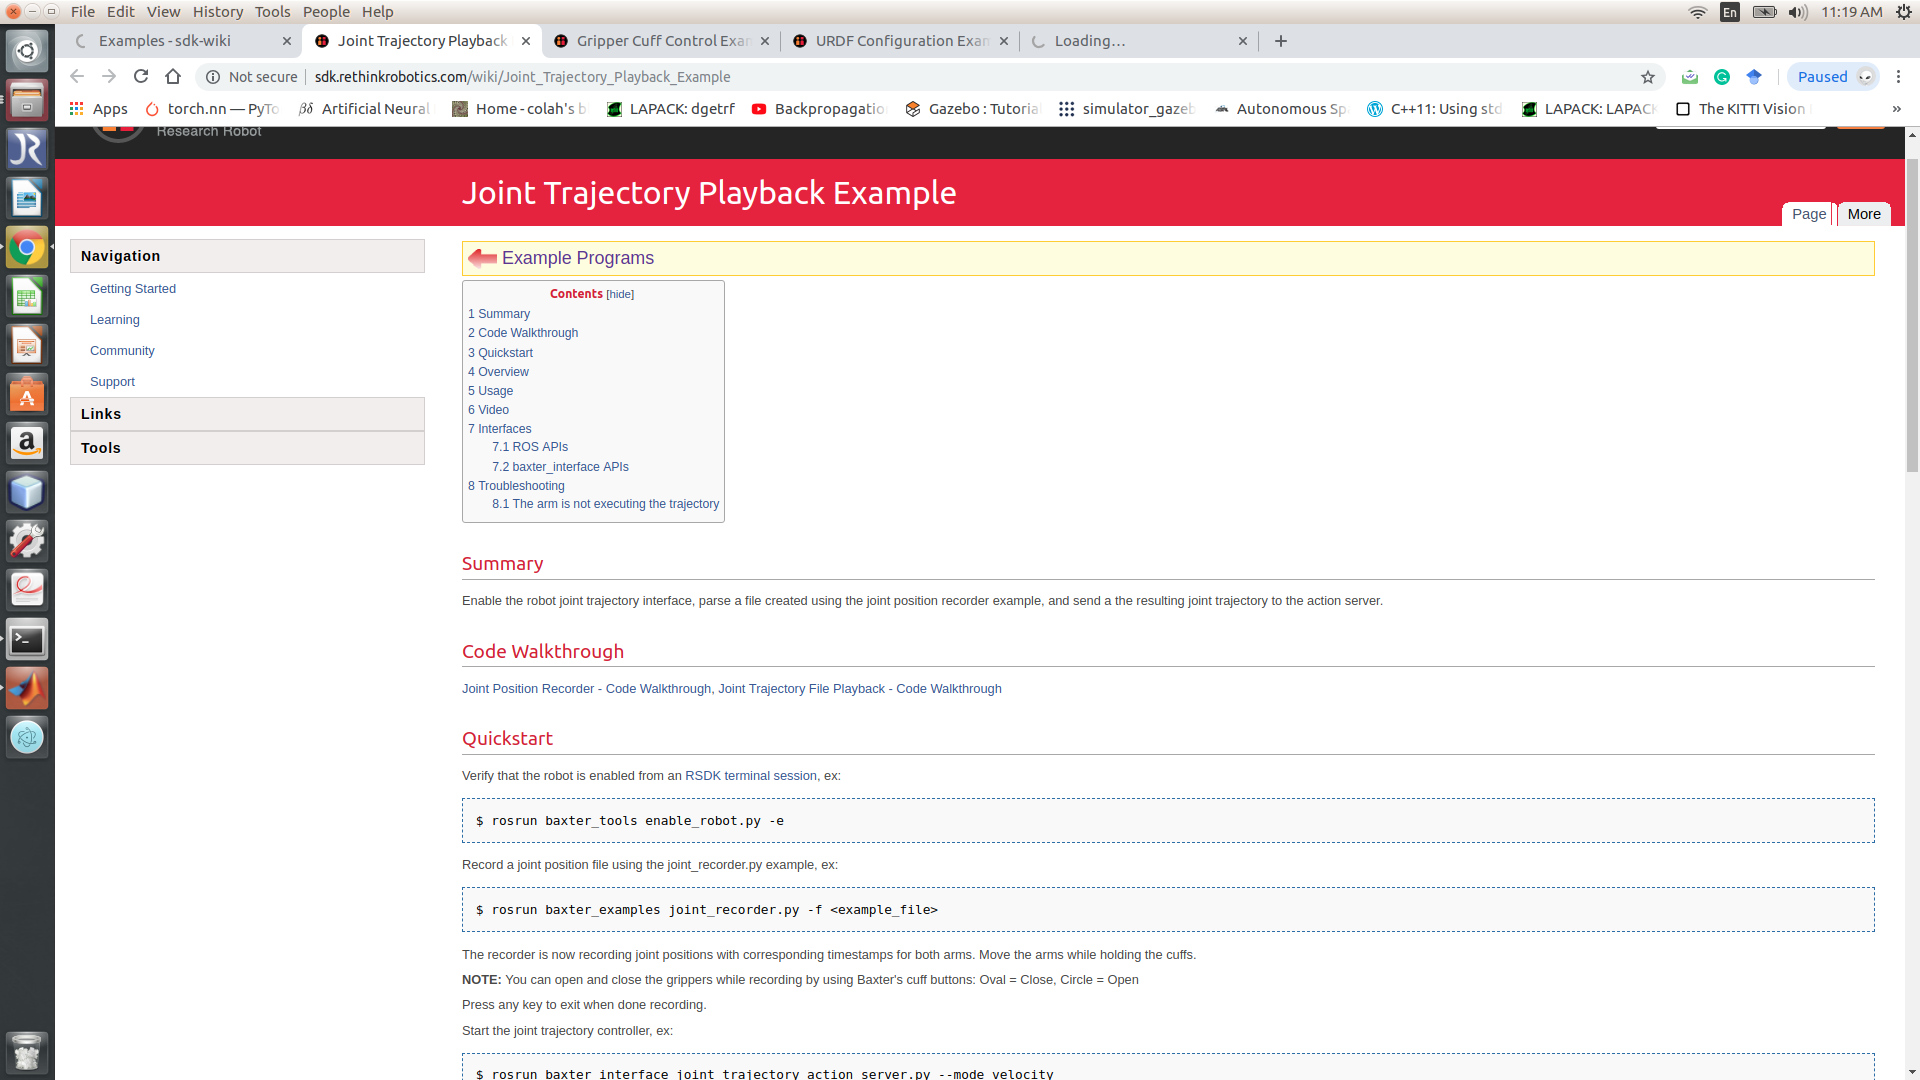 File Edit View History Tools People Help
En
11:19 AM
Examples - sdk-wiki
Joint Trajectory Playback
Gripper Cuff Control Exam
URDF Configuration Exam
Loading…
Not secure
sdk.rethinkrobotics.com/wiki/Joint_Trajectory_Playback_Example
Paused
Apps
torch.nn — PyTo
Artificial Neural
Home - colah's b
LAPACK: dgetrf
Backpropagatio
Gazebo : Tutoria
simulator_gazeb
Autonomous Sp
C++11: Using std
LAPACK: LAPACK
The KITTI Vision
»
Research Robot
Joint Trajectory Playback Example
Page
More
Navigation
Getting Started
Learning
Community
Support
Links
Tools
Example Programs
Contents [hide]
1 Summary
2 Code Walkthrough
3 Quickstart
4 Overview
5 Usage
6 Video
7 Interfaces
7.1 ROS APIs
7.2 baxter_interface APIs
8 Troubleshooting
8.1 The arm is not executing the trajectory
Summary
Enable the robot joint trajectory interface, parse a file created using the joint position recorder example, and send a the resulting joint trajectory to the action server.
Code Walkthrough
Joint Position Recorder - Code Walkthrough, Joint Trajectory File Playback - Code Walkthrough
Quickstart
Verify that the robot is enabled from an RSDK terminal session, ex:
$ rosrun baxter_tools enable_robot.py -e
Record a joint position file using the joint_recorder.py example, ex:
$ rosrun baxter_examples joint_recorder.py -f <example_file>
The recorder is now recording joint positions with corresponding timestamps for both arms. Move the arms while holding the cuffs.
NOTE: You can open and close the grippers while recording by using Baxter's cuff buttons: Oval = Close, Circle = Open
Press any key to exit when done recording.
Start the joint trajectory controller, ex:
$ rosrun baxter_interface joint_trajectory_action_server.py --mode velocity